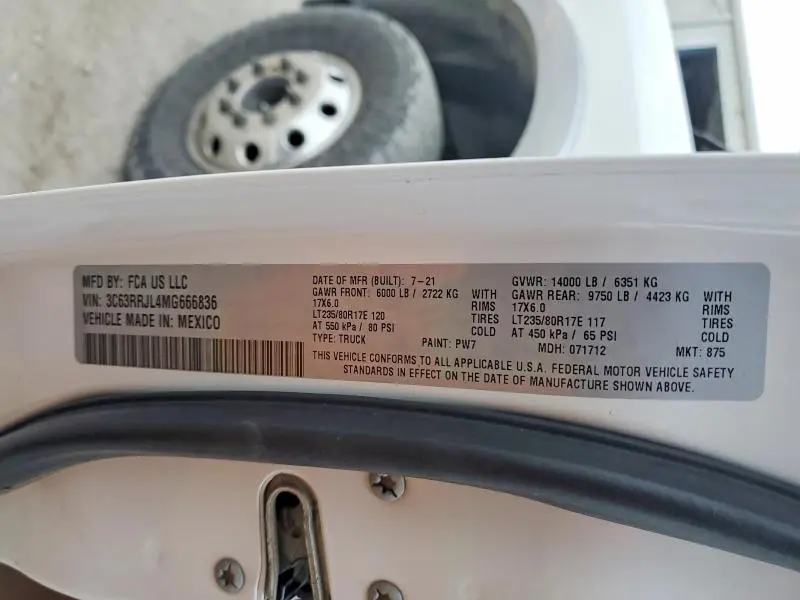 MFD BY: FCA US LLC
VIN: 3C63RRJL4MG666836
VEHICLE MADE IN: MEXICO
DATE OF MFR (BUILT): 7-21
GAWR FRONT: 6000 LB / 2722 KG WITH
17X6.0 RIMS
LT235/80R17E 120 TIRES
AT 550 kPa / 80 PSI COLD
TYPE: TRUCK PAINT: PW7
GVWR: 14000 LB / 6351 KG
GAWR REAR: 9750 LB / 4423 KG WITH
17X6.0 RIMS
LT235/80R17E 117 TIRES
AT 450 kPa / 65 PSI COLD
MDH: 071712 MKT: 875
THIS VEHICLE CONFORMS TO ALL APPLICABLE U.S.A. FEDERAL MOTOR VEHICLE SAFETY
STANDARDS IN EFFECT ON THE DATE OF MANUFACTURE SHOWN ABOVE.